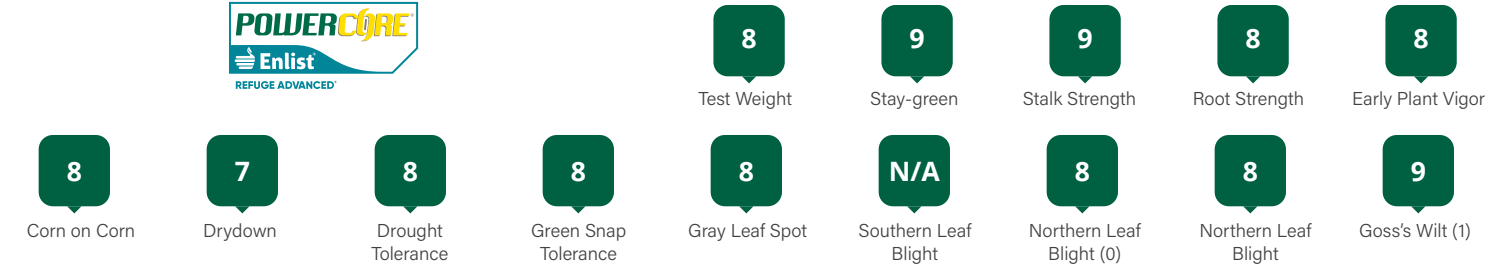 POWERCORE®
Enlist®
REFUGE ADVANCED®
8 9 9 8 8
Test Weight Stay-green Stalk Strength Root Strength Early Plant Vigor
8 7 8 8 8 N/A 8 8 9
Corn on Corn Drydown Drought Tolerance Green Snap Tolerance Gray Leaf Spot Southern Leaf Blight Northern Leaf Blight (0) Northern Leaf Blight Goss's Wilt (1)